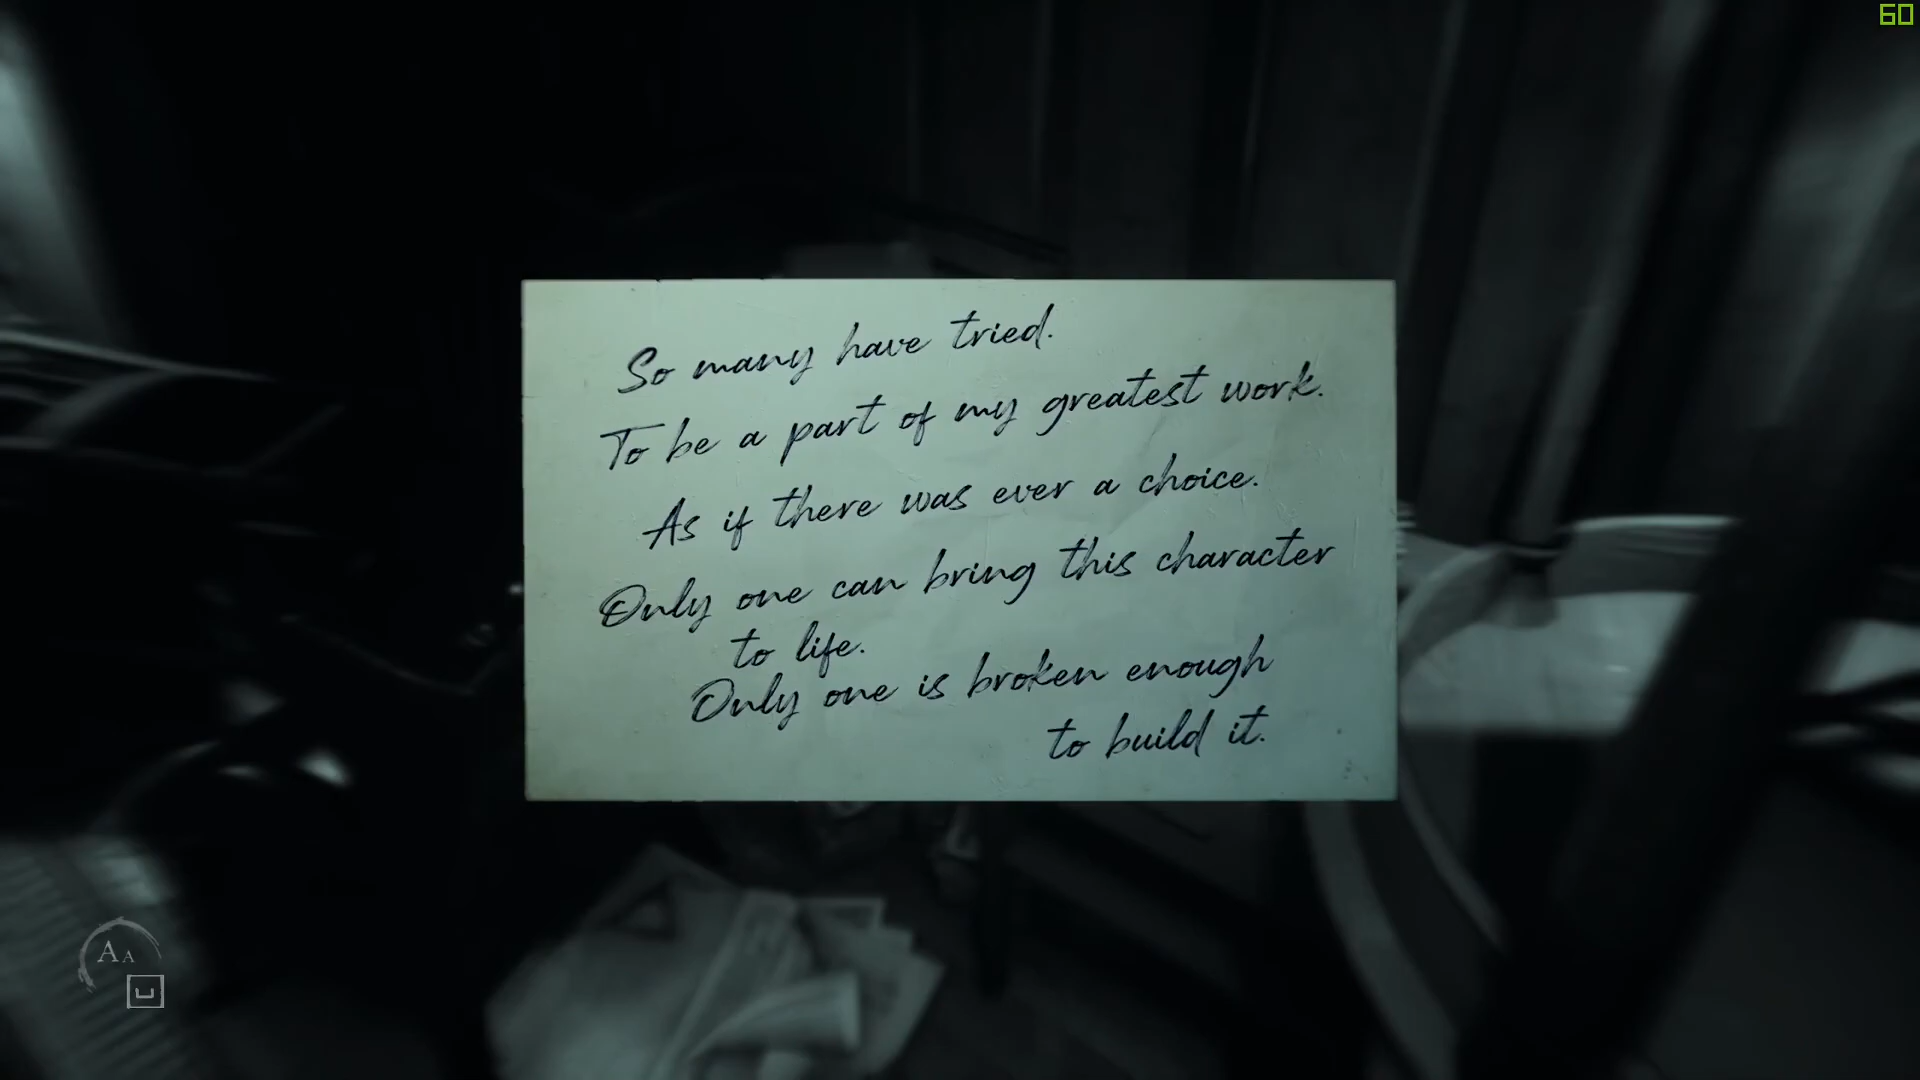 60
So many have tried.
To be a part of my greatest work.
As if there was ever a choice.
Only one can bring this character
to life.
Only one is broken enough
to build it.
AA